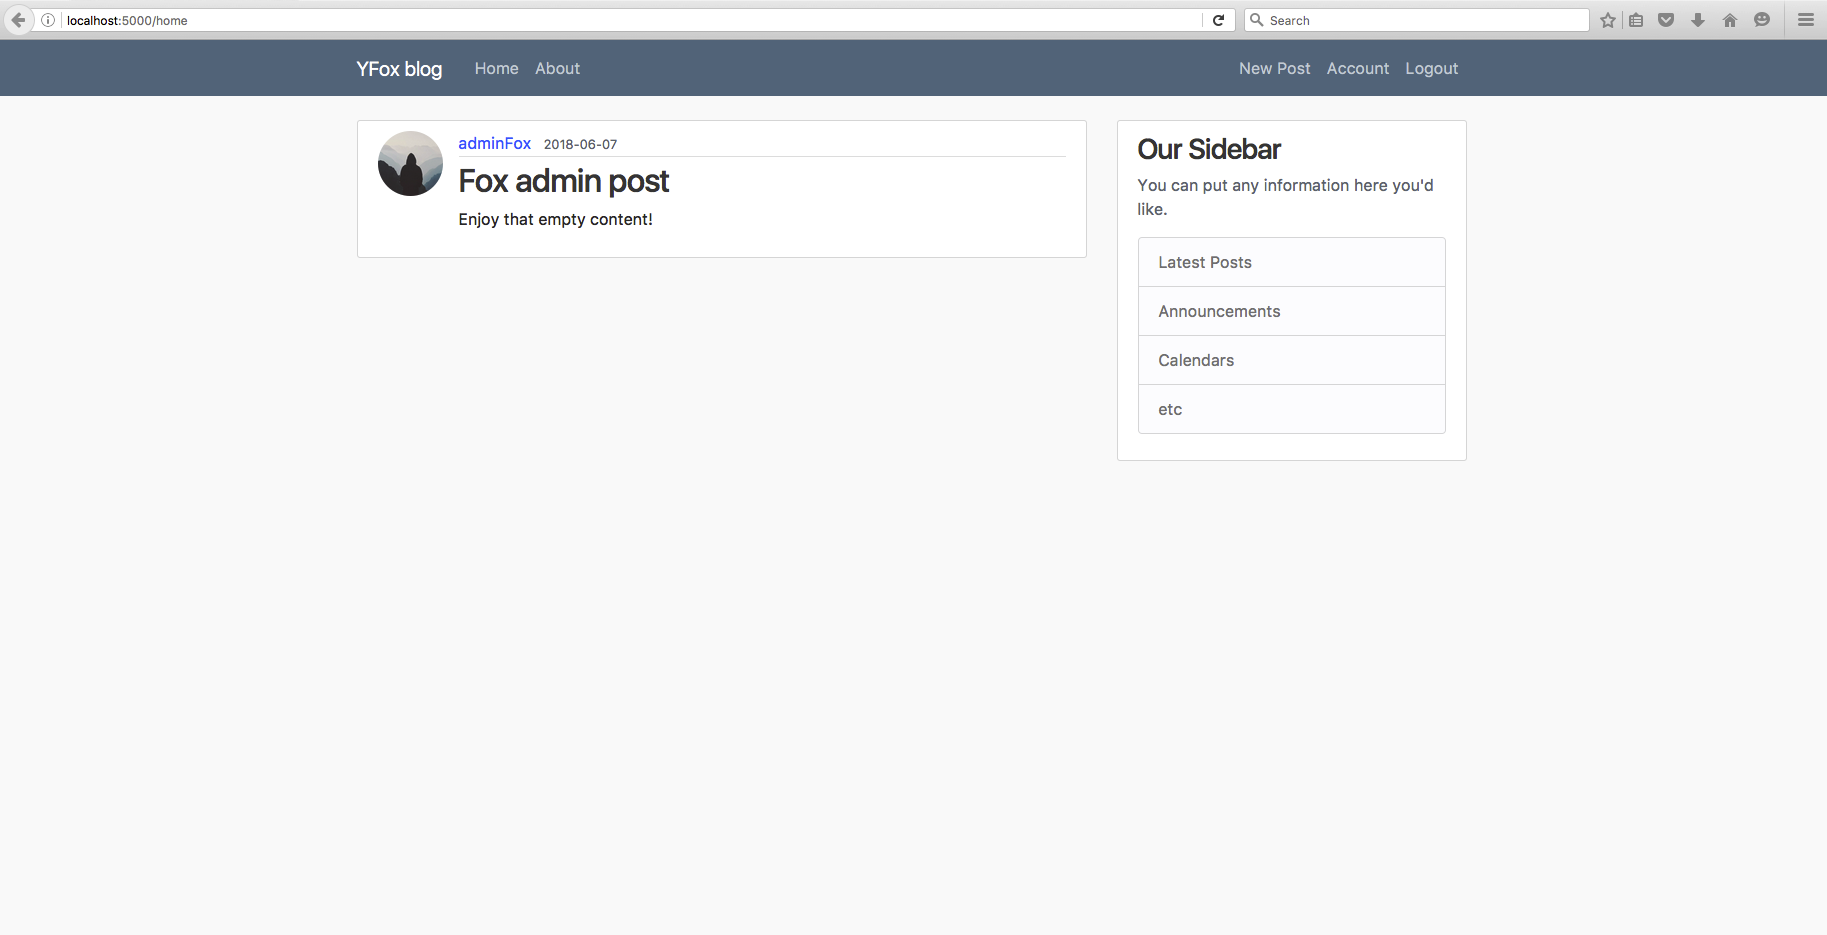 localhost:5000/home
Search
YFox blog Home About New Post Account Logout
adminFox 2018-06-07
Fox admin post
Enjoy that empty content!
Our Sidebar
You can put any information here you'd
like.
Latest Posts
Announcements
Calendars
etc